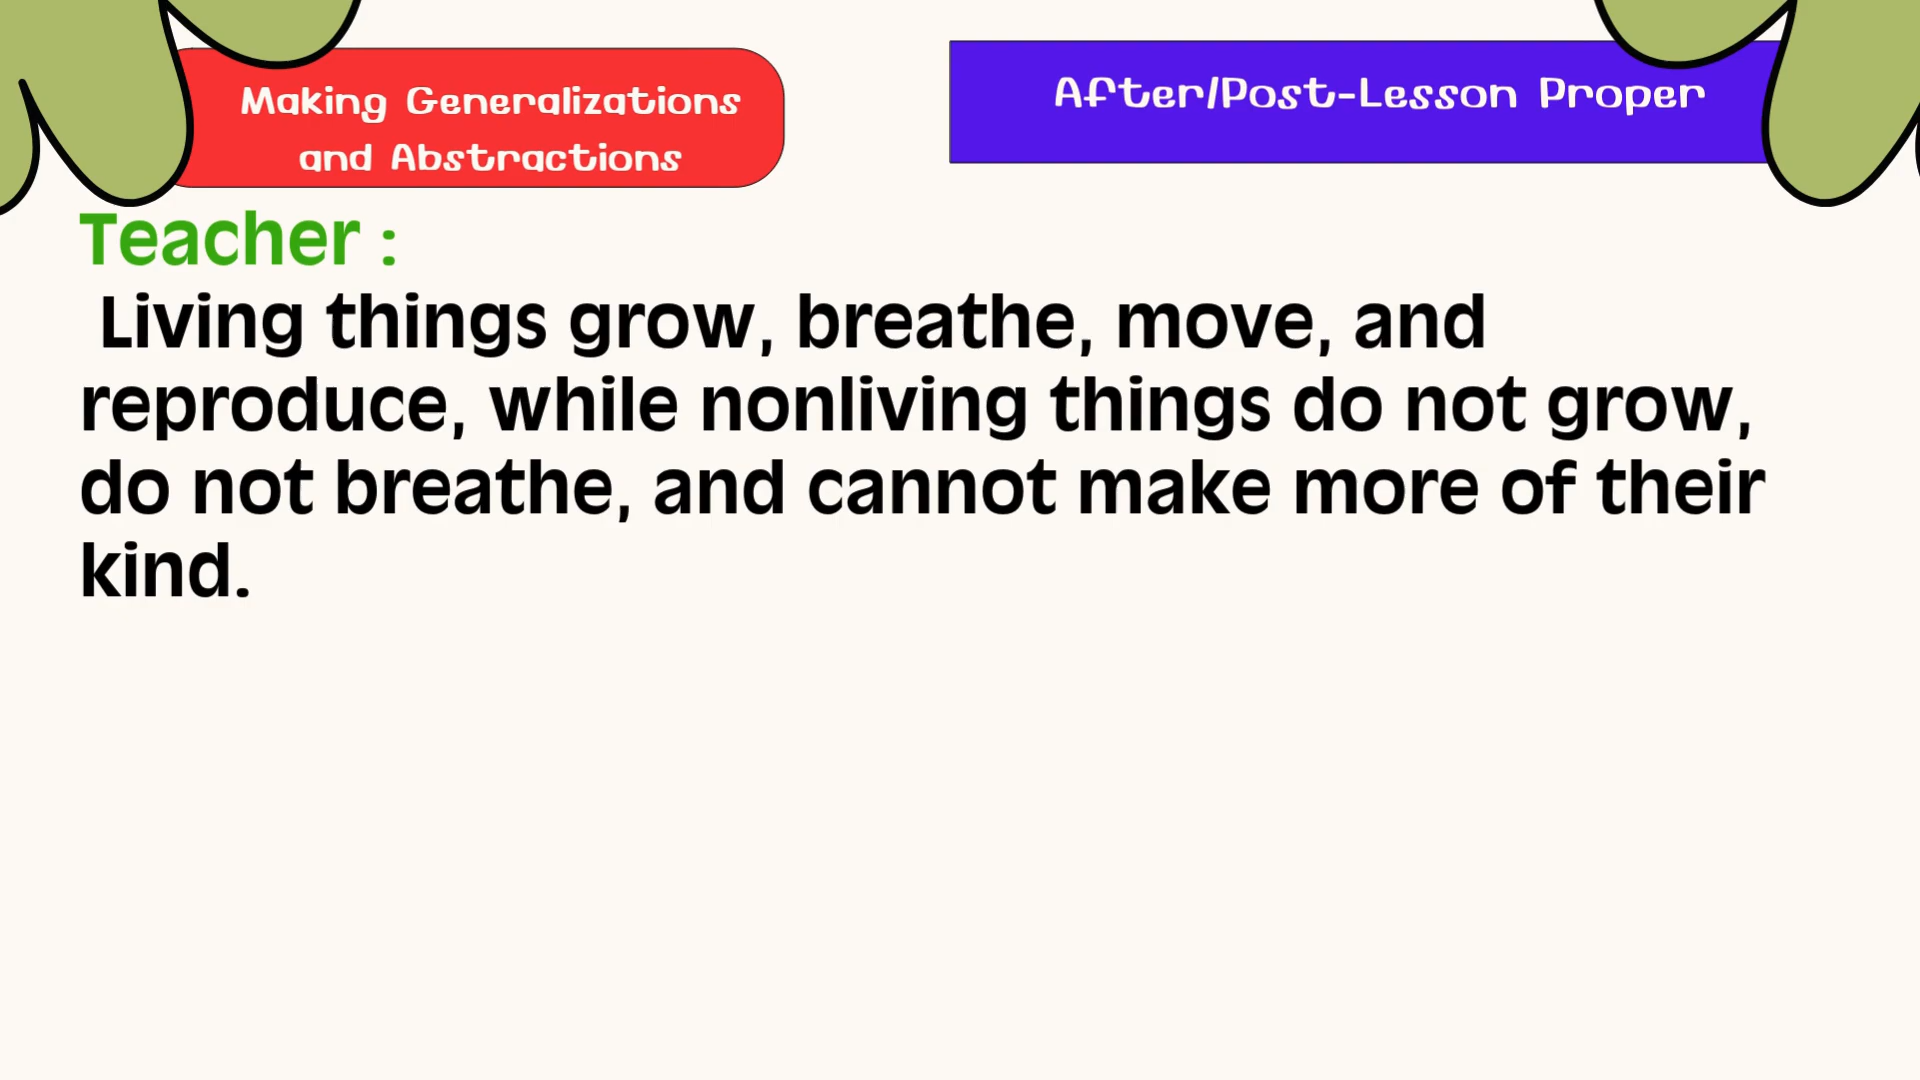 Making Generalizations
and Abstractions
After/Post-Lesson Proper
Teacher :
Living things grow, breathe, move, and
reproduce, while nonliving things do not grow,
do not breathe, and cannot make more of their
kind.